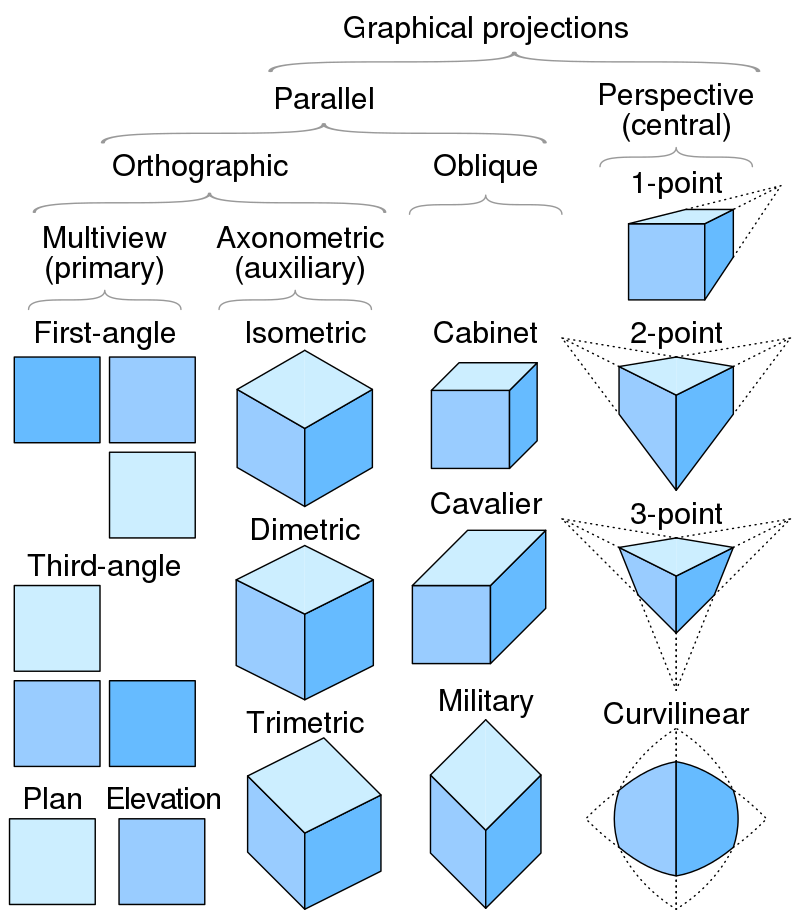 Graphical projections
Parallel
Perspective
(central)
Orthographic
Oblique
1-point
Multiview
(primary)
Axonometric
(auxiliary)
First-angle
Isometric
Cabinet
2-point
Cavalier
3-point
Dimetric
Third-angle
Military
Curvilinear
Trimetric
Plan
Elevation